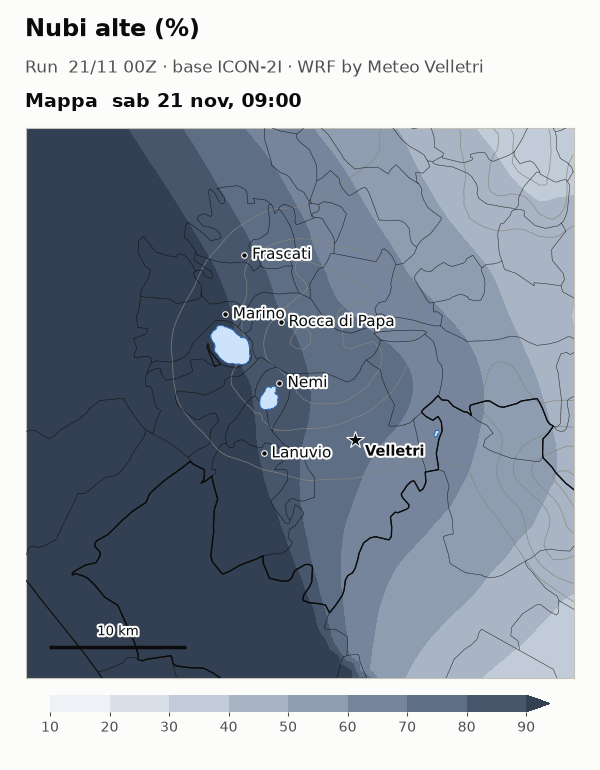 Nubi alte (%)
Run  21/11 00Z · base ICON-2I · WRF by Meteo Velletri
Mappa  sab 21 nov, 09:00
Frascati
Marino
Rocca di Papa
Nemi
Velletri
Lanuvio
10 km
10 20 30 40 50 60 70 80 90